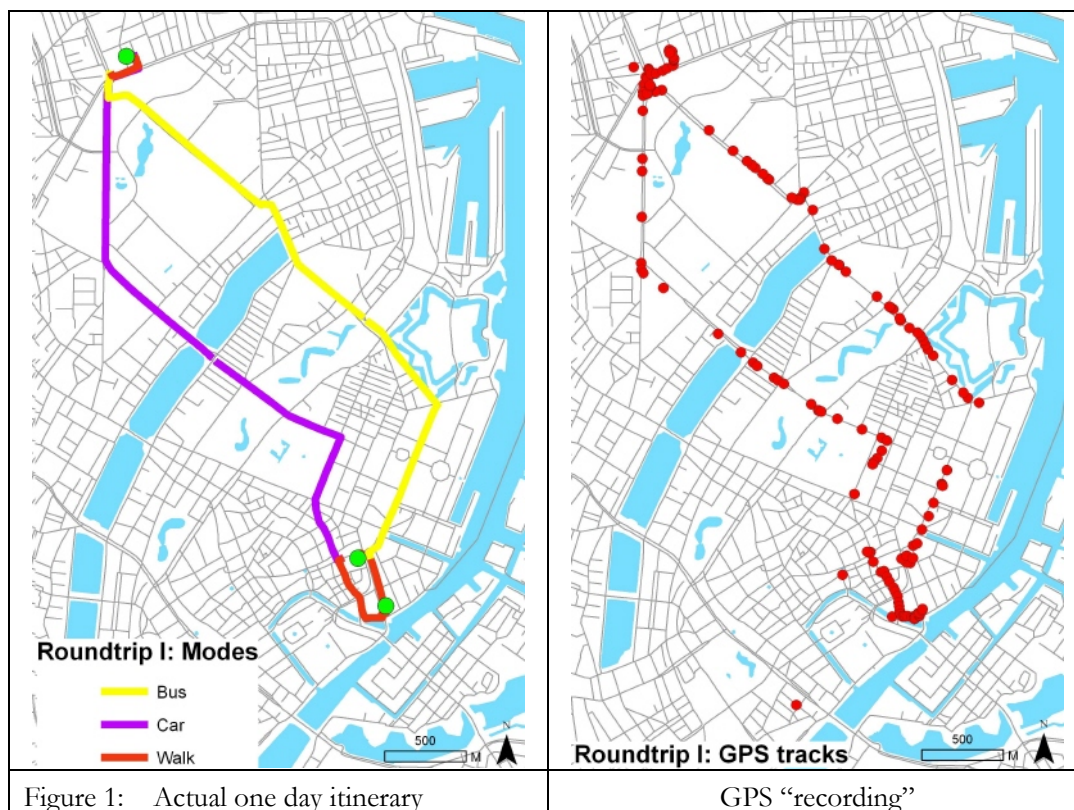 Roundtrip I: Modes
Bus
Car
Walk
500
M
N
Roundtrip I: GPS tracks
500
M
N
Figure 1: Actual one day itinerary
GPS “recording”